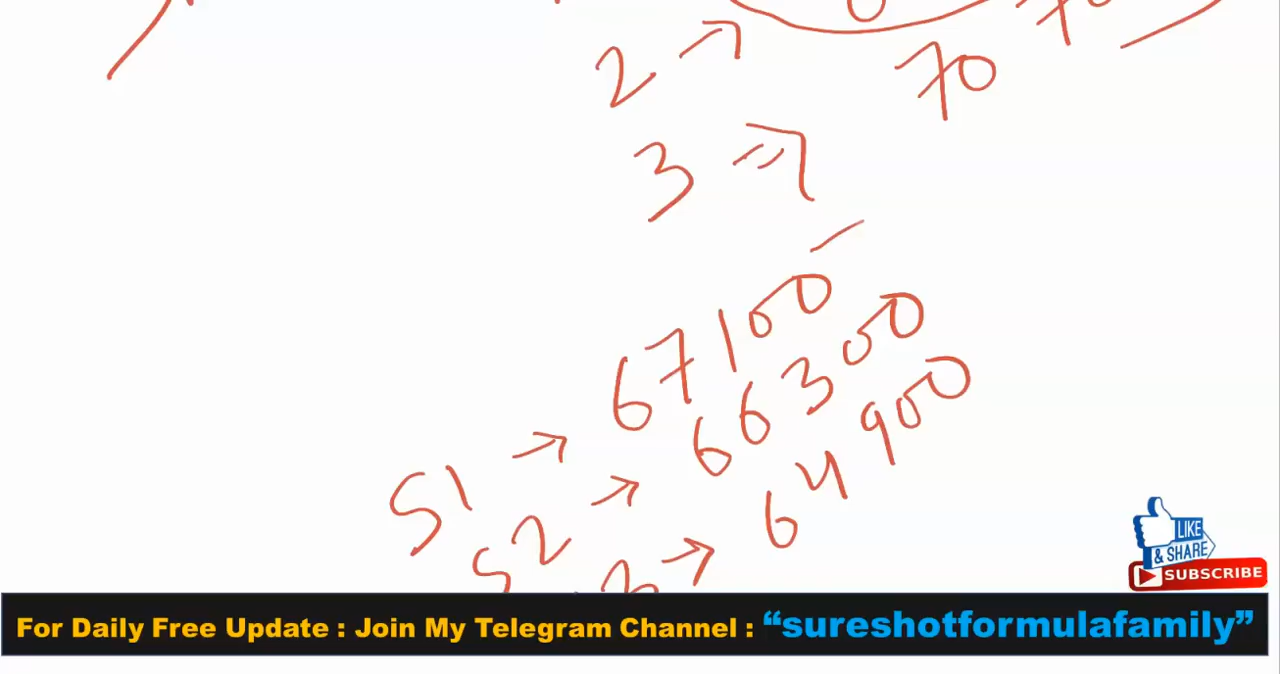 2 →
70
3 ⇒
S1 → 67100
S2 → 66300
3 → 64900
LIKE
& SHARE
SUBSCRIBE
For Daily Free Update : Join My Telegram Channel : “sureshotformulafamily”